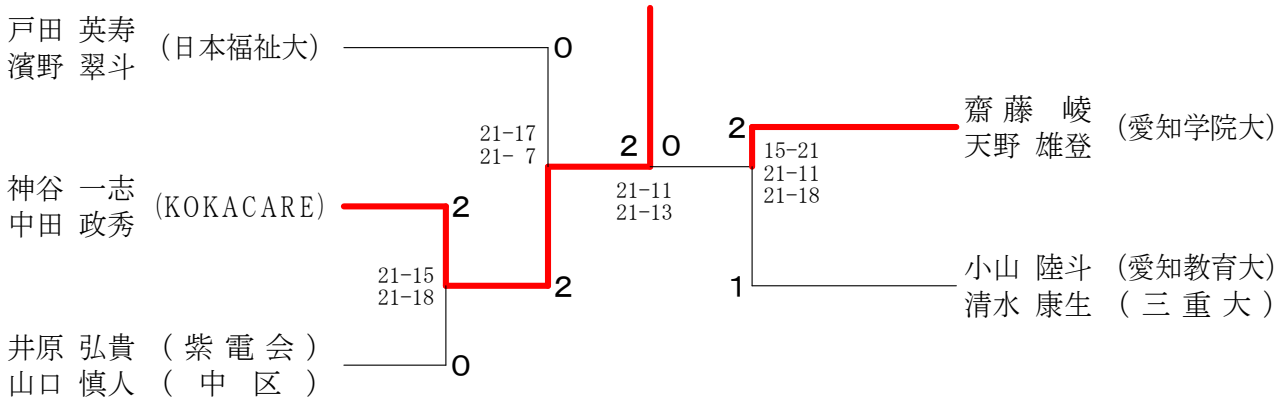 戸田 英寿 (日本福祉大)
濱野 翠斗
0
21-17
21- 7
神谷 一志 (KOKACARE)
中田 政秀
2
21-15
21-18
2
井原 弘貴 (紫電会)
山口 慎人 (中区)
0
2 0
21-11
21-13
2
15-21
21-11
21-18
1
齋藤 崚 (愛知学院大)
天野 雄登
小山 陸斗 (愛知教育大)
清水 康生 (三重大)